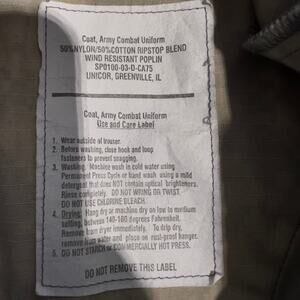 Coat, Army Combat Uniform
50%NYLON/50%COTTON RIPSTOP BLEND
WIND RESISTANT POPLIN
SPO100-03-D-CA75
UNICOR, GREENVILLE, IL
Coat, Army Combat Uniform
Use and Care Label
1. Wear outside of trouser.
2. Before washing, close hook and loop
fasteners to prevent snagging.
3. Washing: Machine wash in cold water using
Permanent Press Cycle or hand wash using a mild
detergent that does NOT contain optical brighteners.
Rinse completely. DO NOT WRING OR TWIST.
DO NOT USE CHLORINE BLEACH.
4. Drying: Hang dry or machine dry on low to medium
setting, between 140-160 degrees Fahrenheit.
Remove from dryer immediately. To drip dry,
remove from water and place on rust-proof hanger.
5. DO NOT STARCH or COMMERCIALLY HOT PRESS.
DO NOT REMOVE THIS LABEL